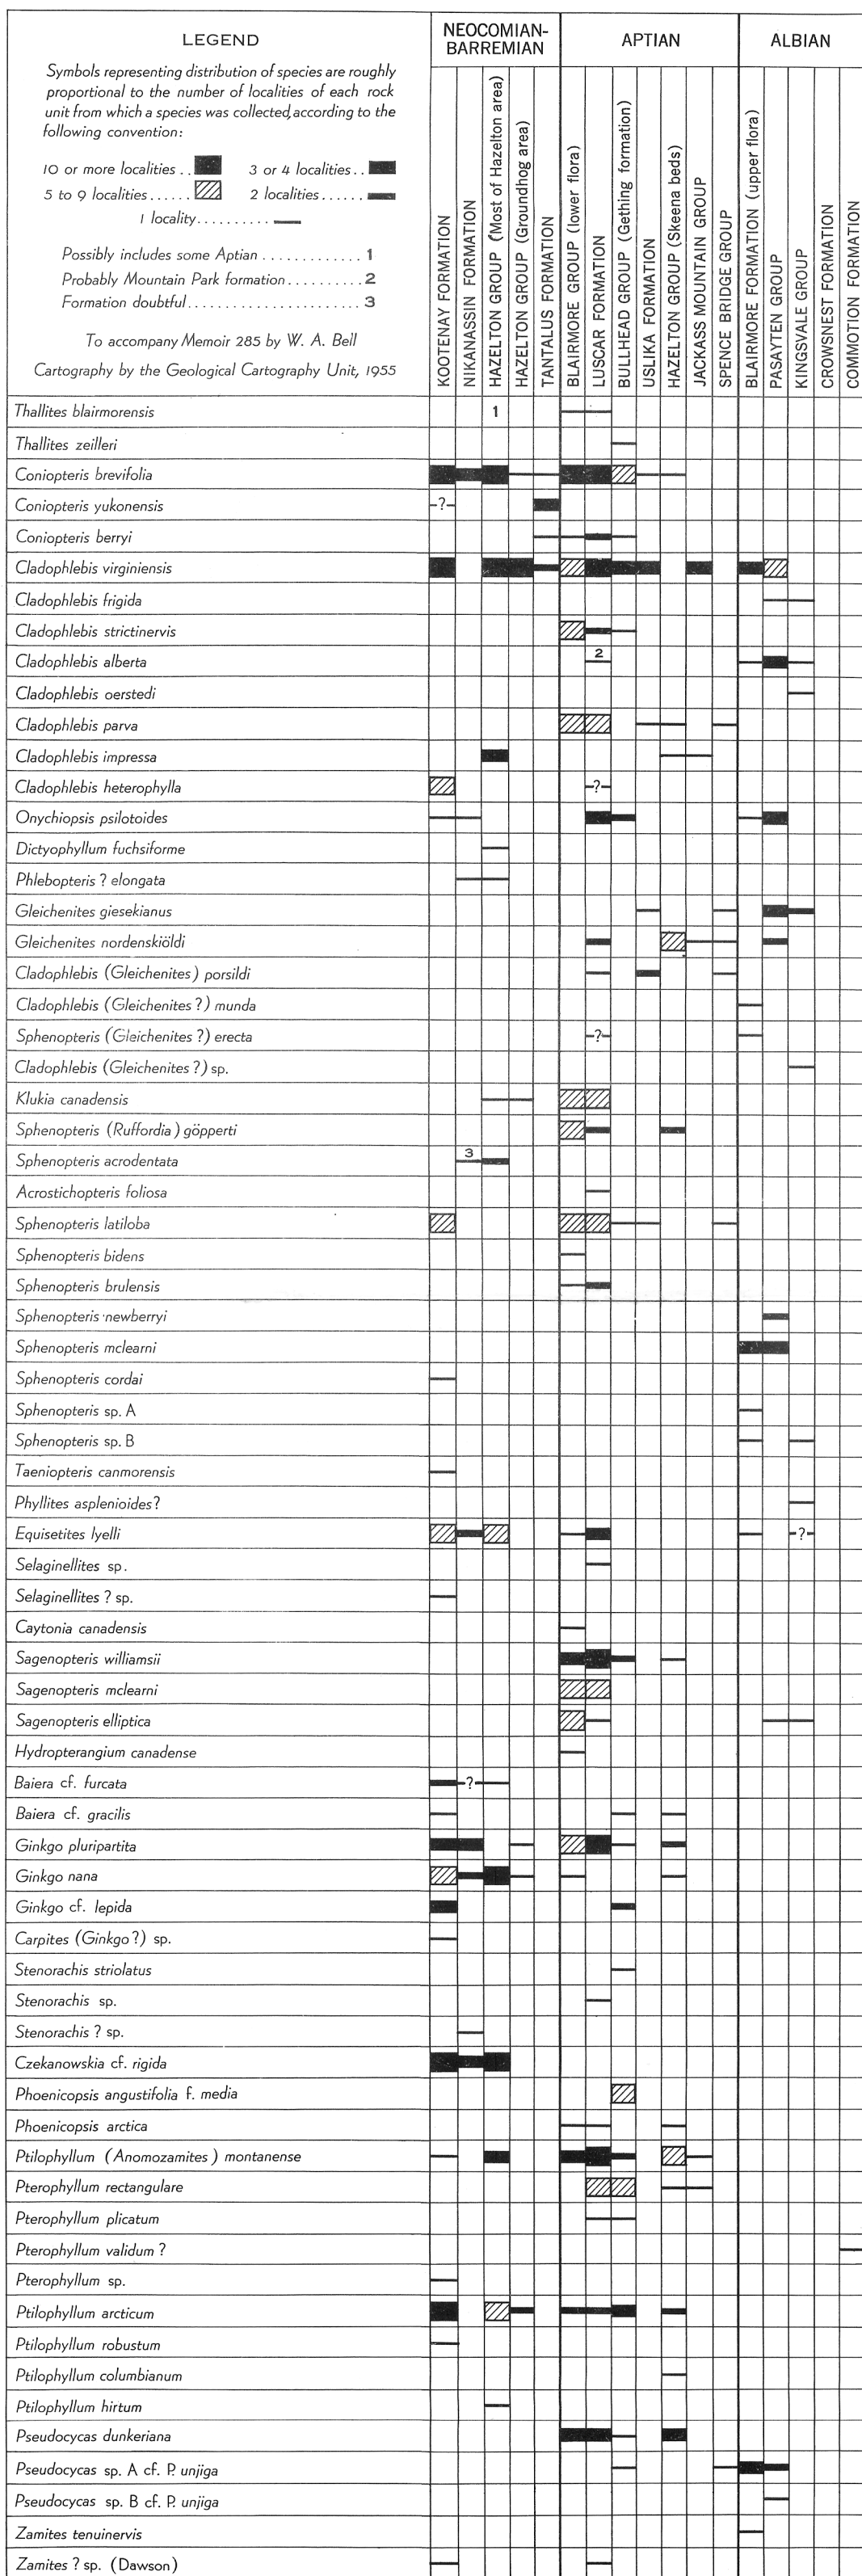 LEGEND
Symbols representing distribution of species are roughly
proportional to the number of localities of each rock
unit from which a species was collected, according to the
following convention:
10 or more localities . . 3 or 4 localities . .
5 to 9 localities . . . . . . 2 localities . . . . . .
1 locality . . . . . . . . . .
Possibly includes some Aptian . . . . . . . . . . . . . 1
Probably Mountain Park formation . . . . . . . . . . 2
Formation doubtful . . . . . . . . . . . . . . . . . . . . . . . 3
To accompany Memoir 285 by W. A. Bell
Cartography by the Geological Cartography Unit, 1955
NEOCOMIAN-
BARREMIAN
APTIAN
ALBIAN
KOOTENAY FORMATION
NIKANASSIN FORMATION
HAZELTON GROUP (Most of Hazelton area)
HAZELTON GROUP (Groundhog area)
TANTALUS FORMATION
BLAIRMORE GROUP (lower flora)
LUSCAR FORMATION
BULLHEAD GROUP (Gething formation)
USLIKA FORMATION
HAZELTON GROUP (Skeena beds)
JACKASS MOUNTAIN GROUP
SPENCE BRIDGE GROUP
BLAIRMORE FORMATION (upper flora)
PASAYTEN GROUP
KINGSVALE GROUP
CROWSNEST FORMATION
COMMOTION FORMATION
Thallites blairmorensis 1
Thallites zeilleri
Coniopteris brevifolia
Coniopteris yukonensis -?-
Coniopteris berryi
Cladophlebis virginiensis
Cladophlebis frigida
Cladophlebis strictinervis
Cladophlebis alberta 2
Cladophlebis oerstedi
Cladophlebis parva
Cladophlebis impressa
Cladophlebis heterophylla -?-
Onychiopsis psilotoides
Dictyophyllum fuchsiforme
Phlebopteris ? elongata
Gleichenites giesekianus
Gleichenites nordenskiöldi
Cladophlebis (Gleichenites) porsildi
Cladophlebis (Gleichenites ?) munda
Sphenopteris (Gleichenites ?) erecta -?-
Cladophlebis (Gleichenites ?) sp.
Klukia canadensis
Sphenopteris (Ruffordia) göpperti
Sphenopteris acrodentata 3
Acrostichopteris foliosa
Sphenopteris latiloba
Sphenopteris bidens
Sphenopteris brulensis
Sphenopteris newberryi
Sphenopteris mclearni
Sphenopteris cordai
Sphenopteris sp. A
Sphenopteris sp. B
Taeniopteris canmorensis
Phyllites asplenioides?
Equisetites lyelli -?-
Selaginellites sp.
Selaginellites ? sp.
Caytonia canadensis
Sagenopteris williamsii
Sagenopteris mclearni
Sagenopteris elliptica
Hydropterangium canadense
Baiera cf. furcata -?-
Baiera cf. gracilis
Ginkgo pluripartita
Ginkgo nana
Ginkgo cf. lepida
Carpites (Ginkgo?) sp.
Stenorachis striolatus
Stenorachis sp.
Stenorachis ? sp.
Czekanowskia cf. rigida
Phoenicopsis angustifolia f. media
Phoenicopsis arctica
Ptilophyllum (Anomozamites) montanense
Pterophyllum rectangulare
Pterophyllum plicatum
Pterophyllum validum ?
Pterophyllum sp.
Ptilophyllum arcticum
Ptilophyllum robustum
Ptilophyllum columbianum
Ptilophyllum hirtum
Pseudocycas dunkeriana
Pseudocycas sp. A cf. P. unjiga
Pseudocycas sp. B cf. P. unjiga
Zamites tenuinervis
Zamites ? sp. (Dawson)